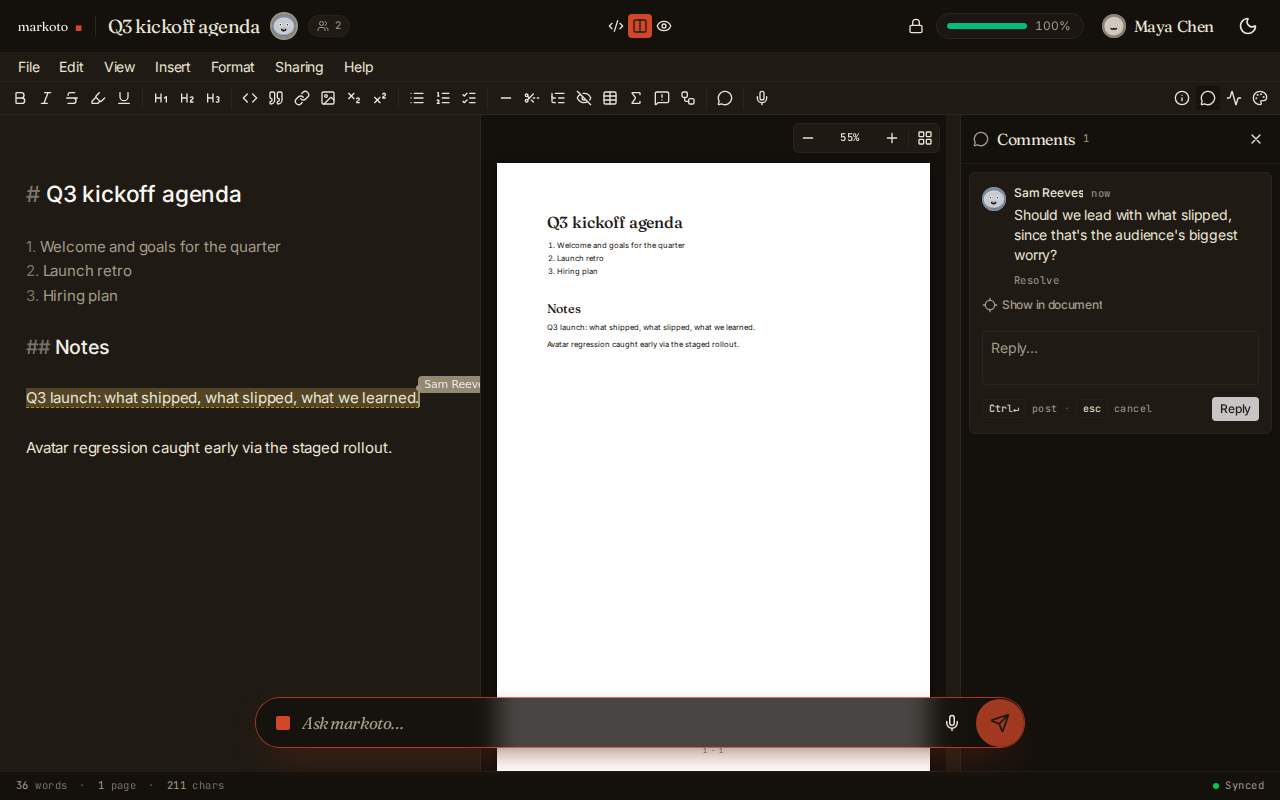 markoto
Q3 kickoff agenda
2
100%
Maya Chen
File Edit View Insert Format Sharing Help
H1 H2 H3
x2 x2
55%
Comments 1
# Q3 kickoff agenda
1. Welcome and goals for the quarter
2. Launch retro
3. Hiring plan
## Notes
Sam Reeve
Q3 launch: what shipped, what slipped, what we learned.
Avatar regression caught early via the staged rollout.
Q3 kickoff agenda
1. Welcome and goals for the quarter
2. Launch retro
3. Hiring plan
Notes
Q3 launch: what shipped, what slipped, what we learned.
Avatar regression caught early via the staged rollout.
1 · 1
Sam Reeves now
Should we lead with what slipped,
since that's the audience's biggest
worry?
Resolve
Show in document
Reply...
Ctrl↵ post · esc cancel
Reply
Ask markoto...
36 words · 1 page · 211 chars
Synced